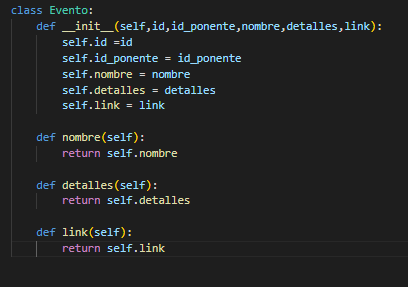 class Evento:
    def __init__(self,id,id_ponente,nombre,detalles,link):
        self.id =id
        self.id_ponente = id_ponente
        self.nombre = nombre
        self.detalles = detalles
        self.link = link

    def nombre(self):
        return self.nombre

    def detalles(self):
        return self.detalles

    def link(self):
        return self.link